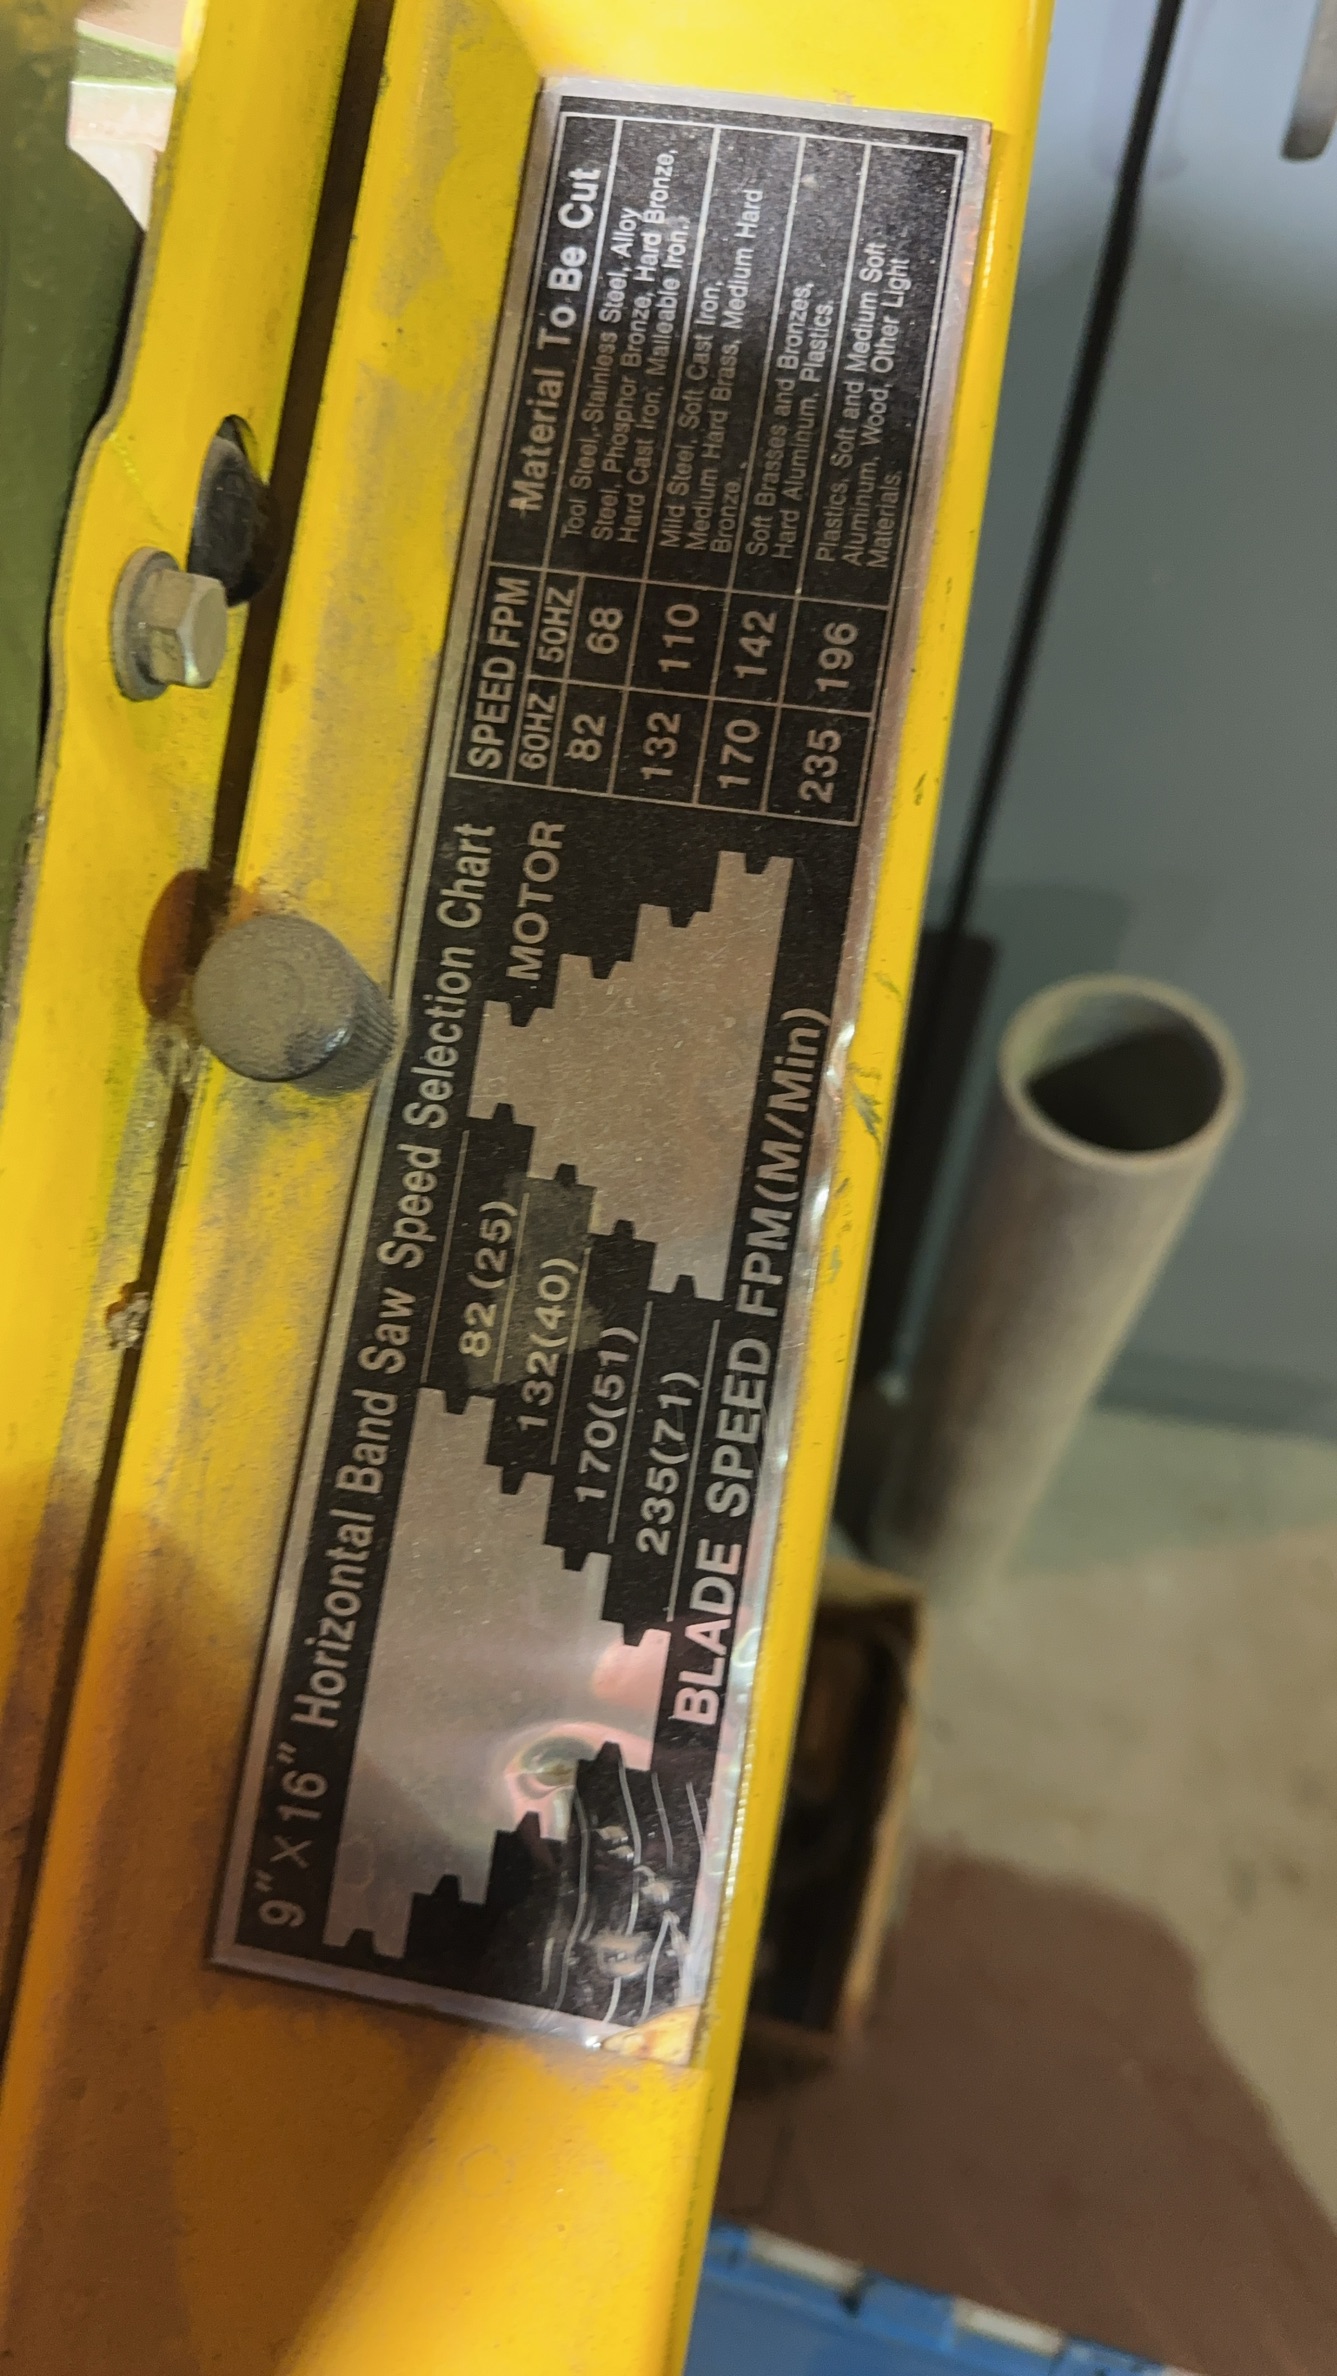 9" X 16" Horizontal Band Saw Speed Selection Chart
MOTOR
82(25)
132(40)
170(51)
235(71)
BLADE SPEED FPM(M/Min)
SPEED FPM
60HZ 50HZ
Material To Be Cut
82 68
Tool Steel, Stainless Steel, Alloy
Steel, Phosphor Bronze, Hard Bronze,
Hard Cast Iron, Malleable Iron.
132 110
Mild Steel, Soft Cast Iron,
Medium Hard Brass, Medium Hard
Bronze.
170 142
Soft Brasses and Bronzes,
Hard Aluminum, Plastics.
235 196
Plastics, Soft and Medium Soft
Aluminum, Wood, Other Light
Materials.